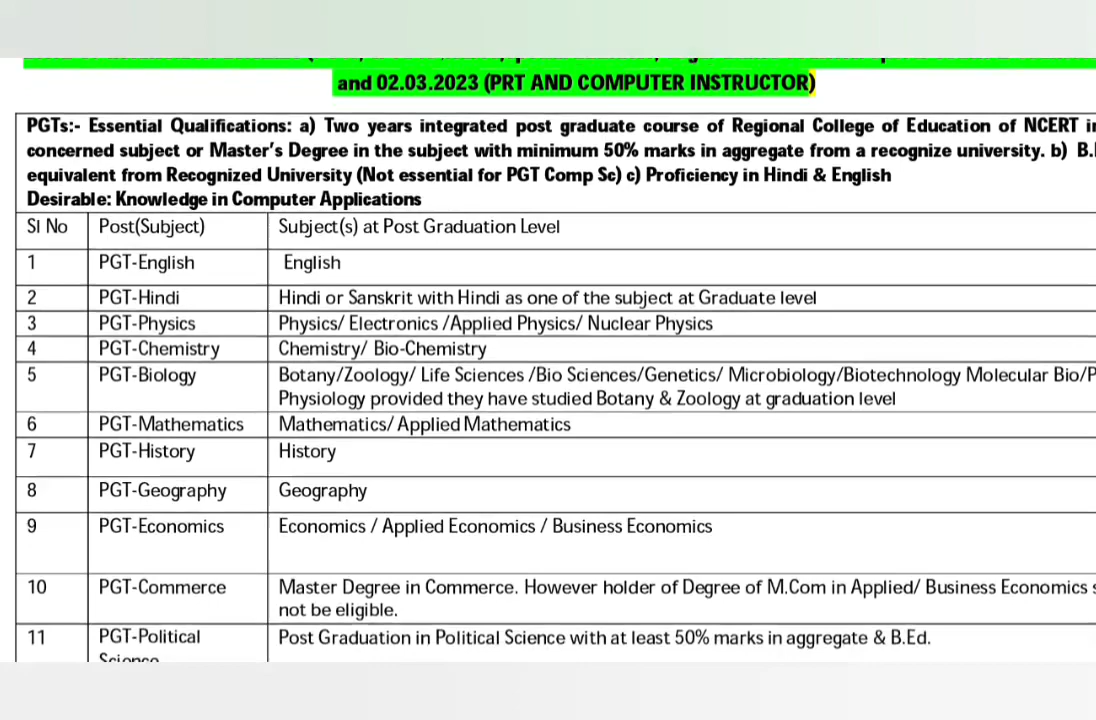 and 02.03.2023 (PRT AND COMPUTER INSTRUCTOR)
PGTs:- Essential Qualifications: a) Two years integrated post graduate course of Regional College of Education of NCERT
concerned subject or Master's Degree in the subject with minimum 50% marks in aggregate from a recognize university. b)
equivalent from Recognized University (Not essential for PGT Comp Sc) c) Proficiency in Hindi & English
Desirable: Knowledge in Computer Applications
Sl No Post(Subject) Subject(s) at Post Graduation Level
1 PGT-English English
2 PGT-Hindi Hindi or Sanskrit with Hindi as one of the subject at Graduate level
3 PGT-Physics Physics/ Electronics /Applied Physics/ Nuclear Physics
4 PGT-Chemistry Chemistry/ Bio-Chemistry
5 PGT-Biology Botany/Zoology/ Life Sciences /Bio Sciences/Genetics/ Microbiology/Biotechnology Molecular Bio/
Physiology provided they have studied Botany & Zoology at graduation level
6 PGT-Mathematics Mathematics/ Applied Mathematics
7 PGT-History History
8 PGT-Geography Geography
9 PGT-Economics Economics / Applied Economics / Business Economics
10 PGT-Commerce Master Degree in Commerce. However holder of Degree of M.Com in Applied/ Business Economics
not be eligible.
11 PGT-Political Post Graduation in Political Science with at least 50% marks in aggregate & B.Ed.
Science